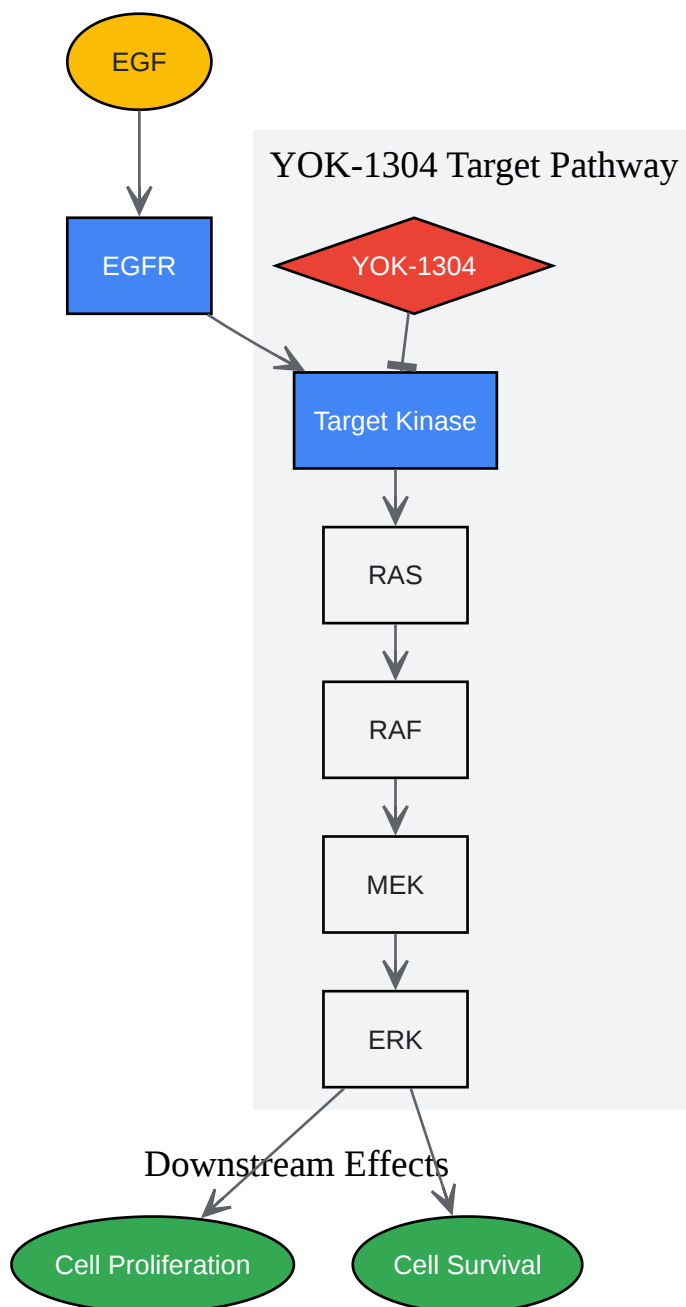 EGF
YOK-1304 Target Pathway
EGFR
YOK-1304
Target Kinase
RAS
RAF
MEK
ERK
Downstream Effects
Cell Proliferation
Cell Survival